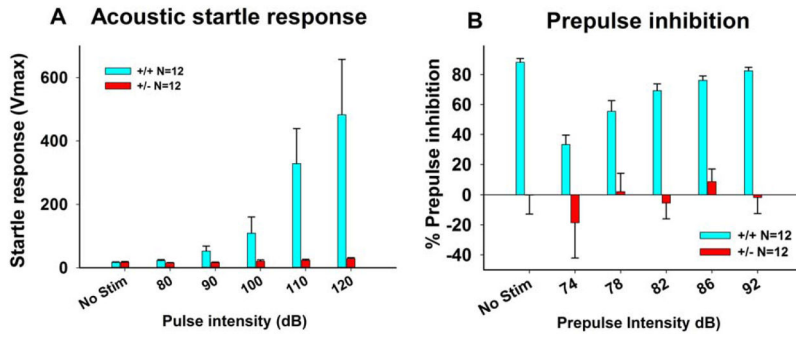 A Acoustic startle response
+/+ N=12
+/- N=12
Startle response (Vmax)
600
400
200
0
No Stim 80 90 100 110 120
Pulse intensity (dB)
B Prepulse inhibition
% Prepulse inhibition
80
60
40
20
0
-20
-40
+/+ N=12
+/- N=12
No Stim 74 78 82 86 92
Prepulse Intensity dB)